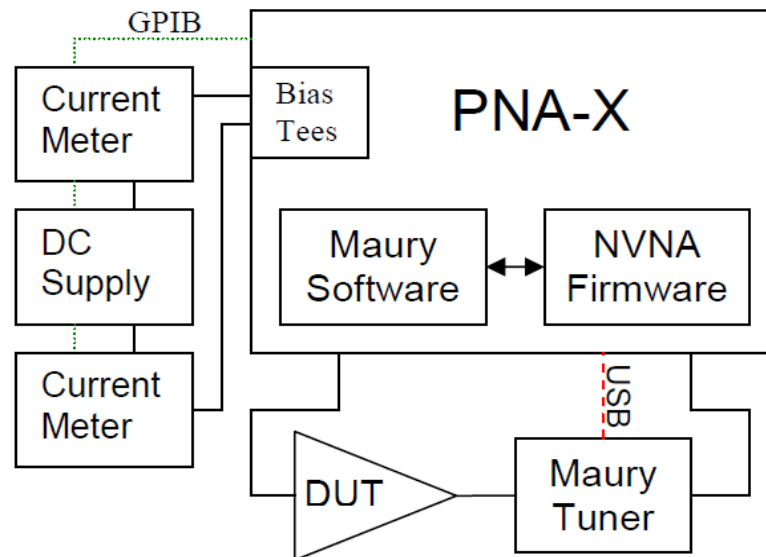 GPIB
Current
Meter
Bias
Tees
PNA-X
DC
Supply
Maury
Software
NVNA
Firmware
Current
Meter
USB
DUT
Maury
Tuner